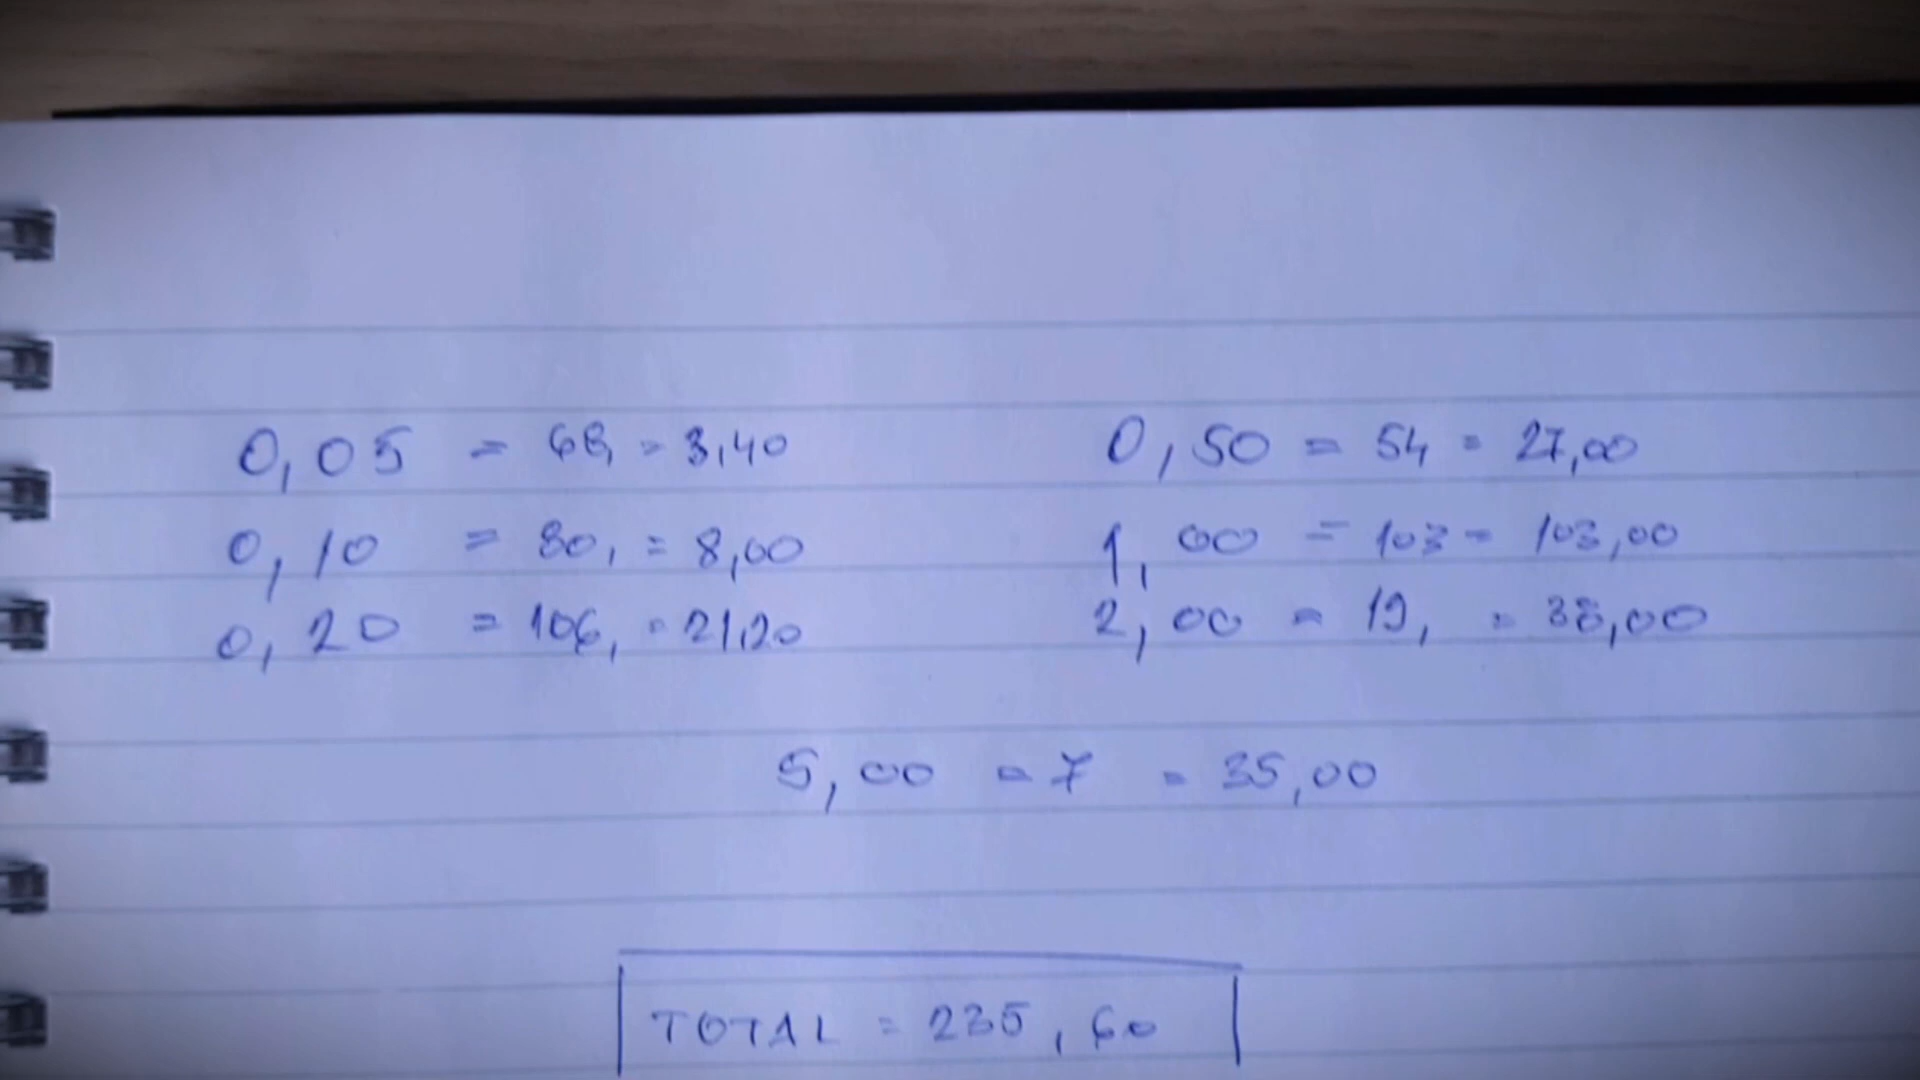 0,05 = 68, = 3,40
0,10 = 80, = 8,00
0,20 = 106, = 21,20
0,50 = 54 = 27,00
1,00 = 103 = 103,00
2,00 = 19, = 38,00
5,00 = 7 = 35,00
TOTAL = 235,60